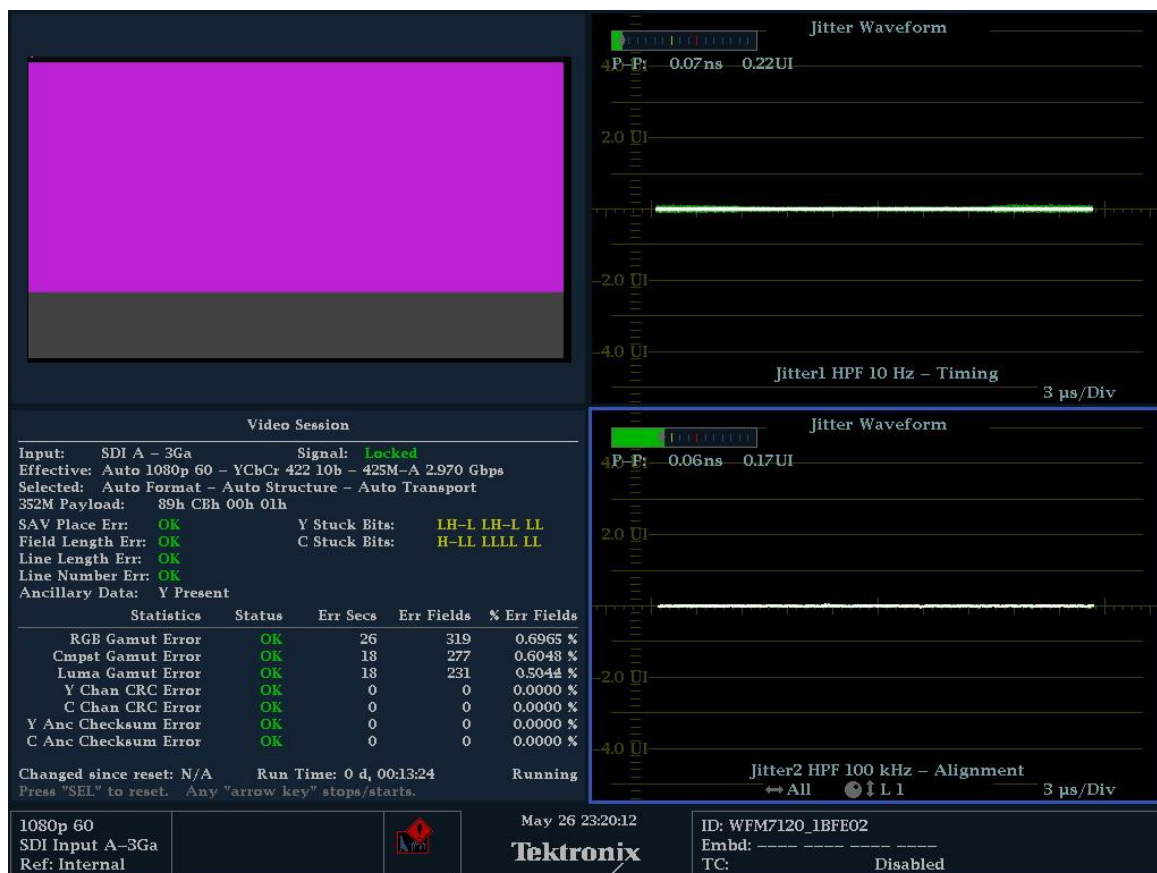 Jitter Waveform
P-P: 0.07ns 0.22UI
4.0 UI
2.0 UI
-2.0 UI
-4.0 UI
Jitter1 HPF 10 Hz – Timing
3 µs/Div
Video Session
Input: SDI A – 3Ga Signal: Locked
Effective: Auto 1080p 60 – YCbCr 422 10b – 425M–A 2.970 Gbps
Selected: Auto Format – Auto Structure – Auto Transport
352M Payload: 89h CBh 00h 01h
SAV Place Err: OK Y Stuck Bits: LH–L LH–L LL
Field Length Err: OK C Stuck Bits: H–LL LLLL LL
Line Length Err: OK
Line Number Err: OK
Ancillary Data: Y Present
Statistics Status Err Secs Err Fields % Err Fields
RGB Gamut Error OK 26 319 0.6965 %
Cmpst Gamut Error OK 18 277 0.6048 %
Luma Gamut Error OK 18 231 0.5044 %
Y Chan CRC Error OK 0 0 0.0000 %
C Chan CRC Error OK 0 0 0.0000 %
Y Anc Checksum Error OK 0 0 0.0000 %
C Anc Checksum Error OK 0 0 0.0000 %
Changed since reset: N/A Run Time: 0 d, 00:13:24 Running
Press "SEL" to reset. Any "arrow key" stops/starts.
Jitter Waveform
P-P: 0.06ns 0.17UI
4.0 UI
2.0 UI
-2.0 UI
-4.0 UI
Jitter2 HPF 100 kHz – Alignment
All L 1 3 µs/Div
1080p 60
SDI Input A–3Ga
Ref: Internal
May 26 23:20:12
Tektronix
ID: WFM7120_1BFE02
Embd: –––– –––– –––– ––––
TC: Disabled